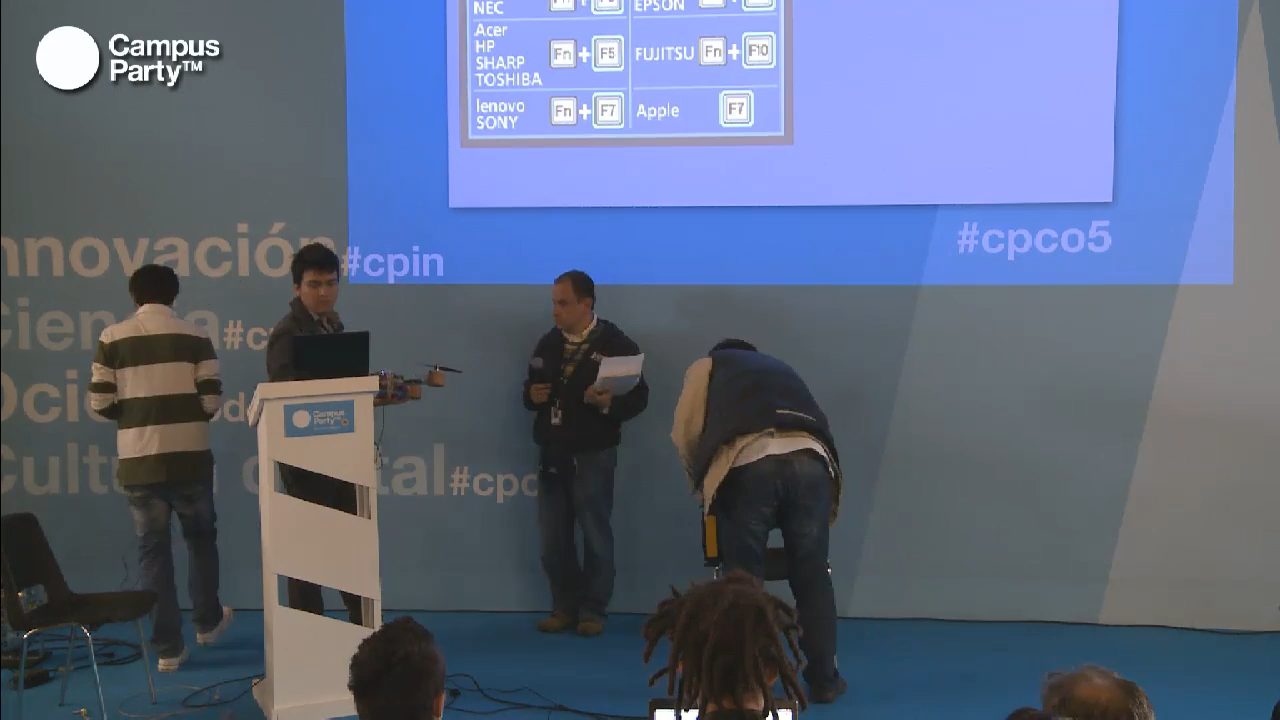 Campus
Party™
NEC
EPSON
Acer
HP
SHARP
TOSHIBA
Fn + F5
FUJITSU
Fn + F10
lenovo
SONY
Fn + F7
Apple
F7
#cpco5
nnovación #cpin
#c
Campus
Party
#cpc